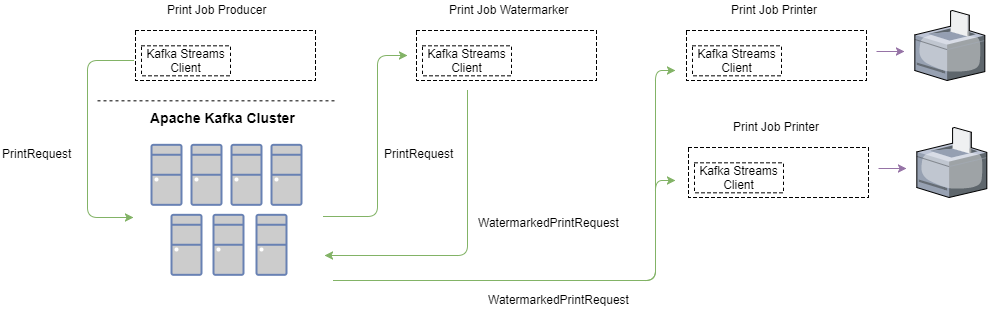 Print Job Producer
Print Job Watermarker
Print Job Printer
Kafka Streams
Client
Kafka Streams
Client
Kafka Streams
Client
Apache Kafka Cluster
Print Job Printer
PrintRequest
PrintRequest
Kafka Streams
Client
WatermarkedPrintRequest
WatermarkedPrintRequest